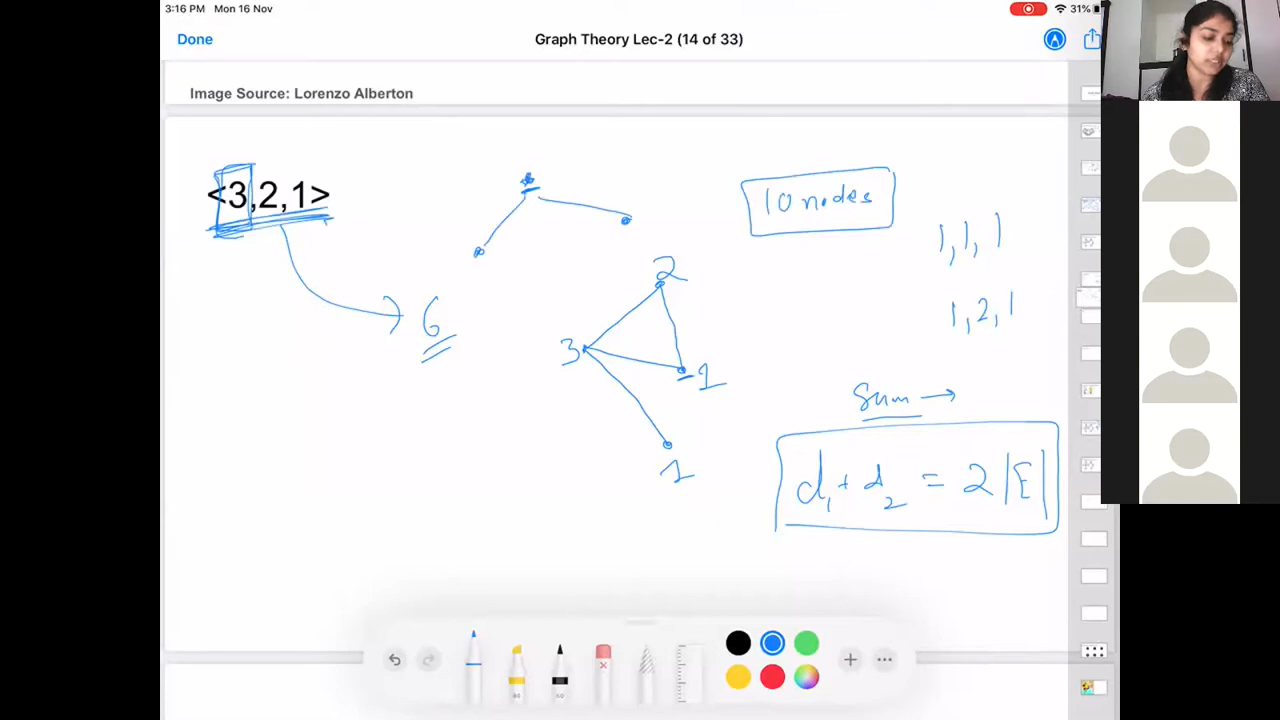 3:16 PM Mon 16 Nov
31%
Done
Graph Theory Lec-2 (14 of 33)
Image Source: Lorenzo Alberton
<3,2,1>
10 nodes
1,1,1
2
6
1,2,1
3
1
Sum →
1
d1 + d2 = 2|E|